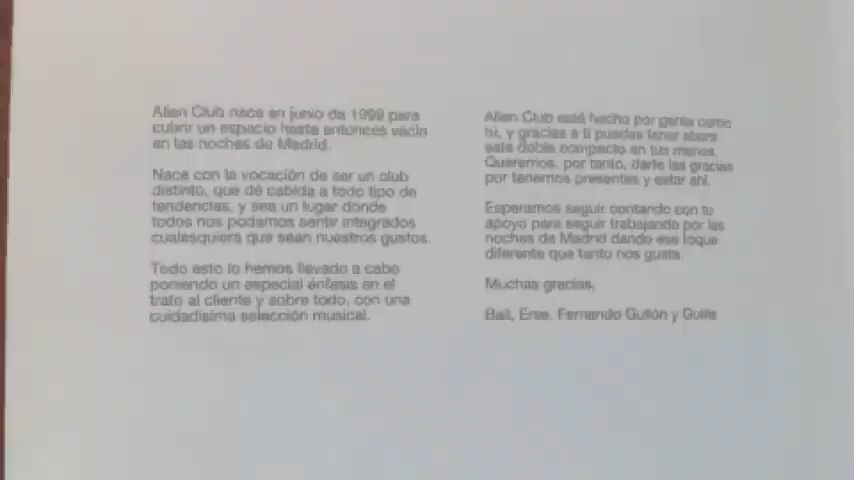 Alien Club nace en junio de 1999 para
cubrir un espacio hasta entonces vacío
en las noches de Madrid.
Nace con la vocación de ser un club
distinto, que dé cabida a todo tipo de
tendencias, y sea un lugar donde
todos nos podamos sentir integrados
cualesquiera que sean nuestros gustos.
Todo esto lo hemos llevado a cabo
poniendo un especial énfasis en el
trato al cliente y sobre todo, con una
cuidadísima selección musical.
Alien Club está hecho por gente como
tú, y gracias a ti puedes tener ahora
este doble compacto en tus manos.
Queremos, por tanto, darte las gracias
por tenernos presentes y estar ahí.
Esperamos seguir contando con tu
apoyo para seguir trabajando por las
noches de Madrid dando ese toque
diferente que tanto nos gusta.
Muchas gracias,
Fernando Gullón y